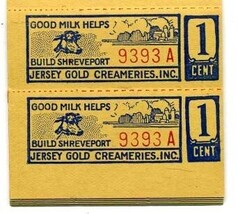 GOOD MILK HELPS
BUILD SHREVEPORT
9393 A
JERSEY GOLD CREAMERIES, INC.
1
CENT
GOOD MILK HELPS
BUILD SHREVEPORT
9393 A
JERSEY GOLD CREAMERIES, INC.
1
CENT